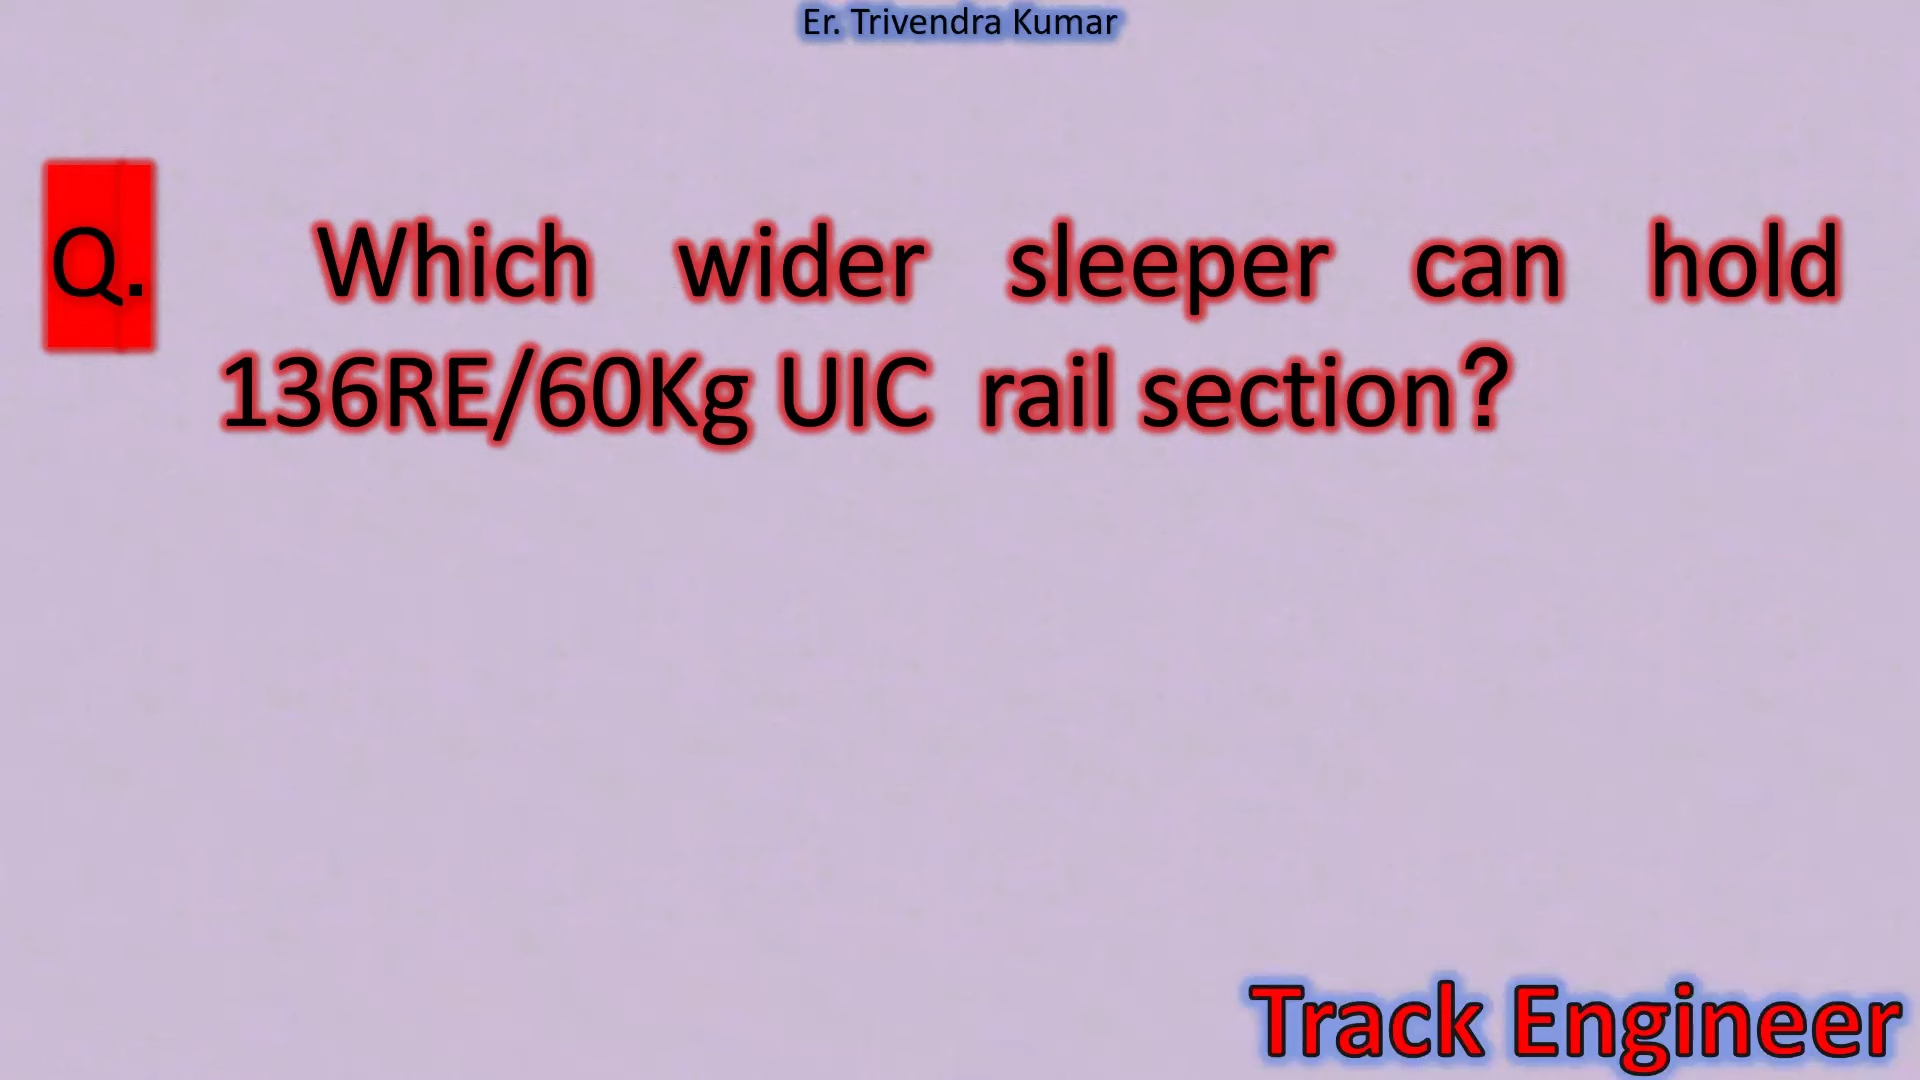 Er. Trivendra Kumar
Q. Which wider sleeper can hold
136RE/60Kg UIC rail section?
Track Engineer